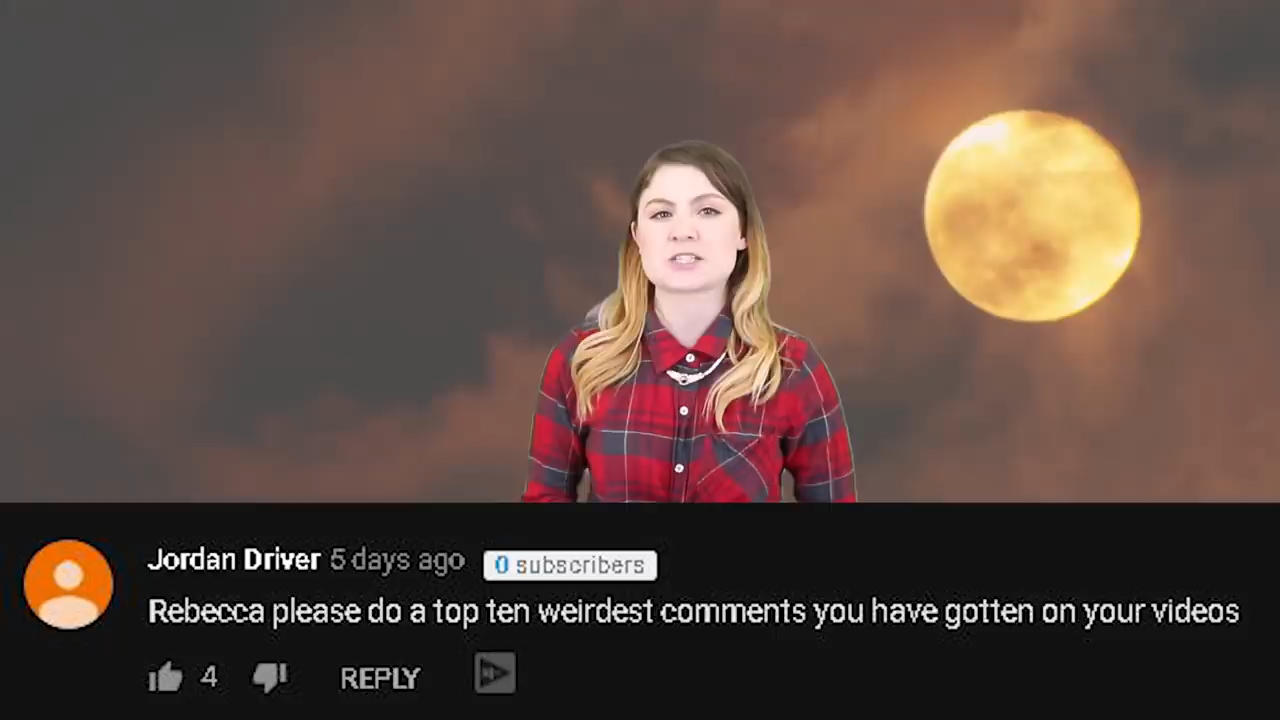 Jordan Driver 5 days ago 0 subscribers
Rebecca please do a top ten weirdest comments you have gotten on your videos
4 REPLY